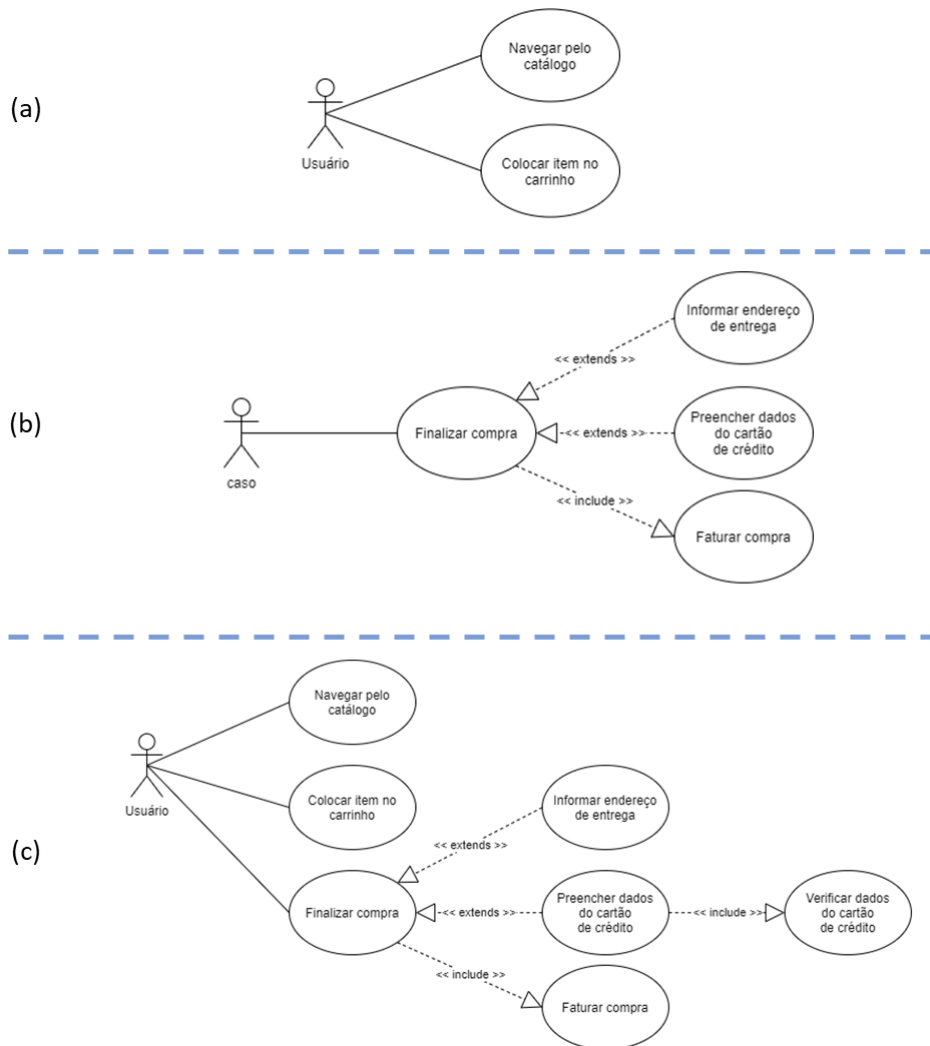 (a)
Navegar pelo
catálogo
Usuário
Colocar item no
carrinho
(b)
Informar endereço
de entrega
<< extends >>
Finalizar compra
<< extends >>
Preencher dados
do cartão
de crédito
caso
<< include >>
Faturar compra
(c)
Navegar pelo
catálogo
Usuário
Colocar item no
carrinho
Informar endereço
de entrega
<< extends >>
Finalizar compra
<< extends >>
Preencher dados
do cartão
de crédito
<< include >>
Verificar dados
do cartão
de crédito
<< include >>
Faturar compra